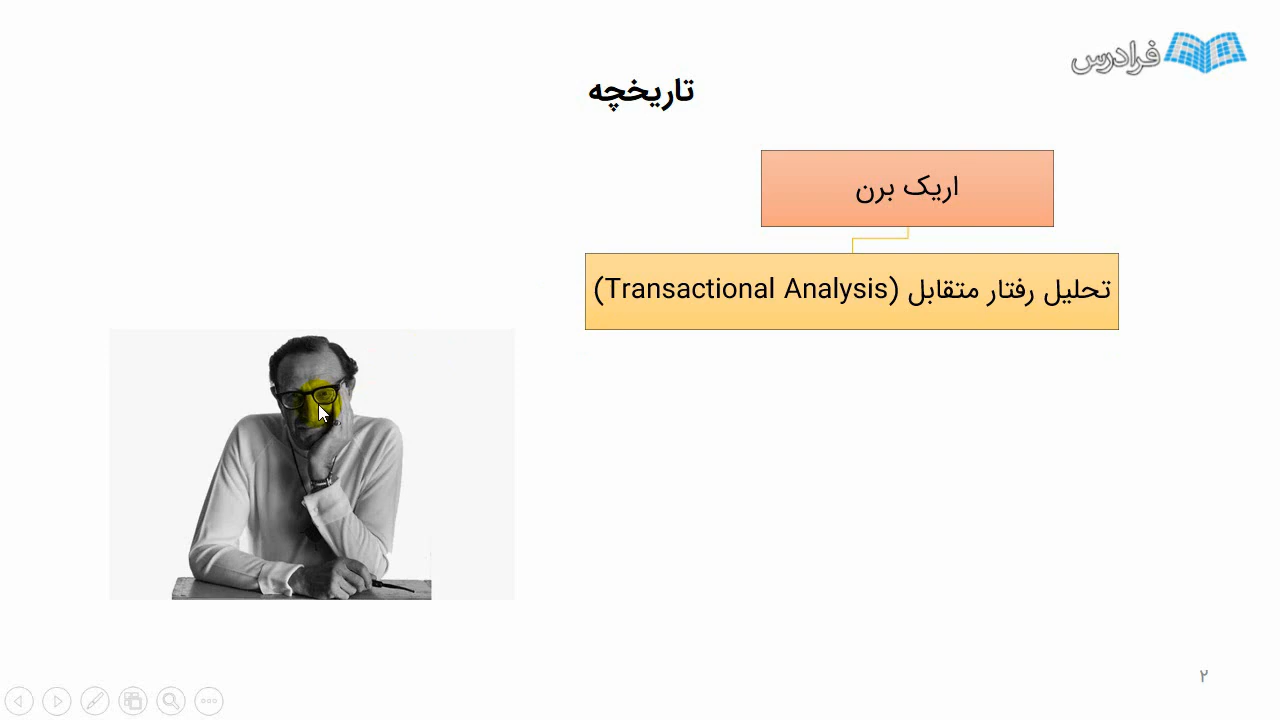 فرادرس
تاریخچه
اریک برن
تحلیل رفتار متقابل (Transactional Analysis)
۲